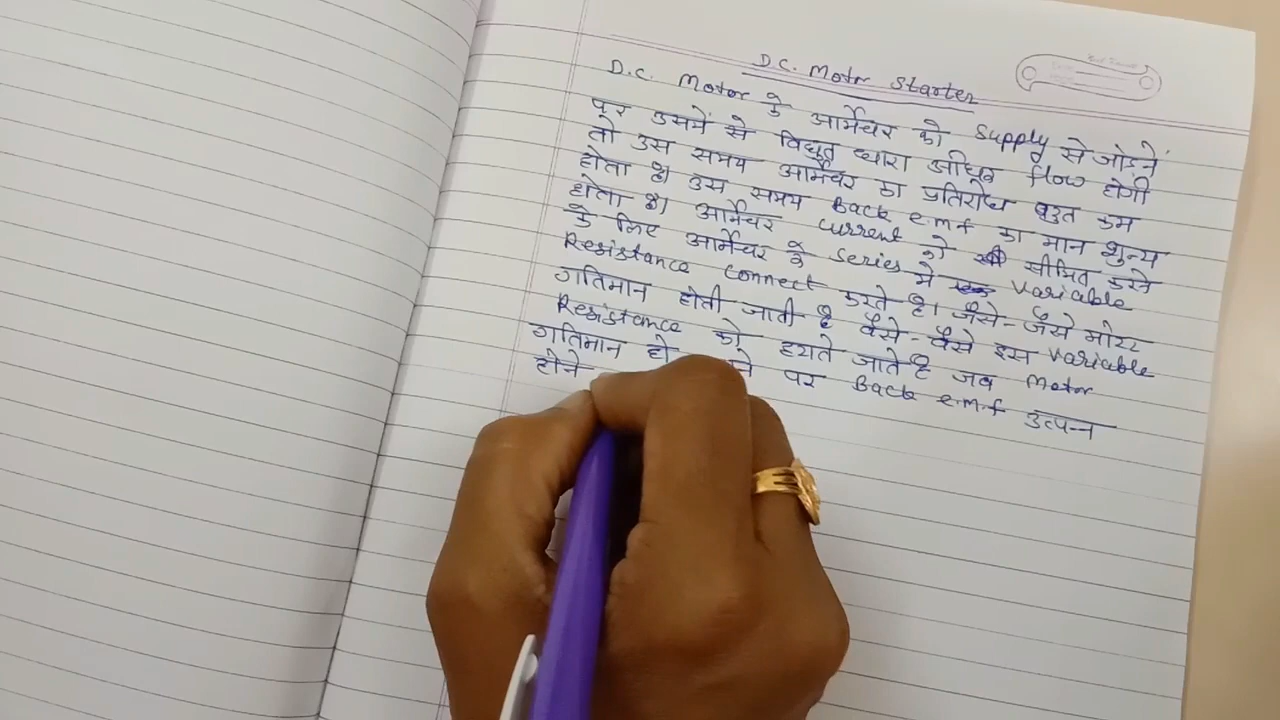 D.C. Motor Starter
D.C. Motor के आर्मेचर को Supply से जोड़ने
पर उसमें से विधुत धारा अधिक flow होगी
तो उस समय आर्मेचर का प्रतिरोध बहुत कम
होता है। उस समय Back e.m.f का मान शुन्य
होता है। आर्मेचर current को सीमित करने
के लिए आर्मेचर के Series में Variable
Resistance connect करते है। जैसे-जैसे मोटर
गतिमान होती जाती है वैसे-वैसे इस Variable
Resistance को हटाते जाते है जब Motor
गतिमान हो पर Back e.m.f उत्पन्न
होने